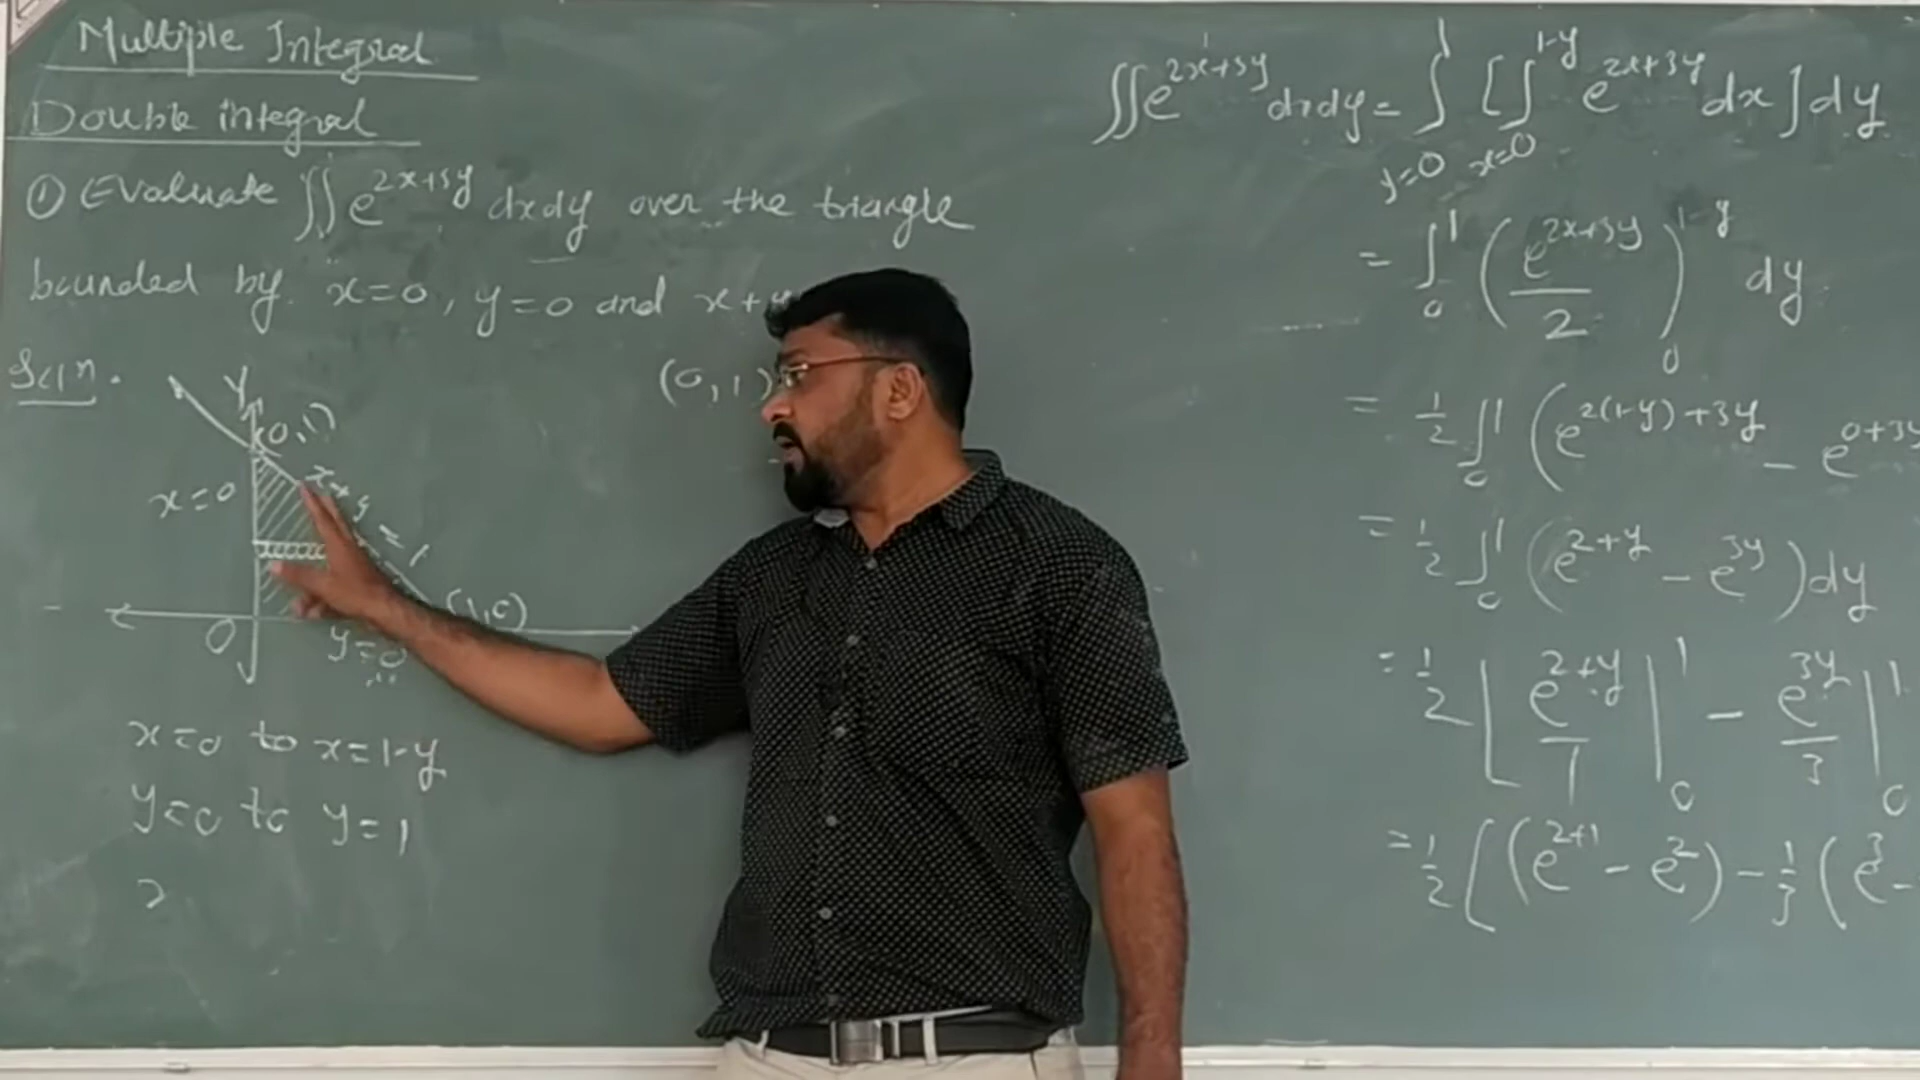 Multiple Integral
Double integral
① Evaluate ∬ e^{2x+3y} dxdy over the triangle
bounded by x=0, y=0 and x+y
Solⁿ.
(0,1)
Y
(0,1)
x=0
x+y=1
(1,0)
O
y=0
x=0 to x=1-y
y=0 to y=1
∬ e^{2x+3y} dxdy = ∫_{y=0}^{1} [∫_{x=0}^{1-y} e^{2x+3y} dx] dy
= ∫_0^1 (e^{2x+3y}/2)_0^{1-y} dy
= 1/2 ∫_0^1 (e^{2(1-y)+3y} - e^{0+3y}
= 1/2 ∫_0^1 (e^{2+y} - e^{3y}) dy
= 1/2 [e^{2+y}/1 |_0^1 - e^{3y}/3 |_0^1
= 1/2 [(e^{2+1} - e^2) - 1/3 (e^3 -